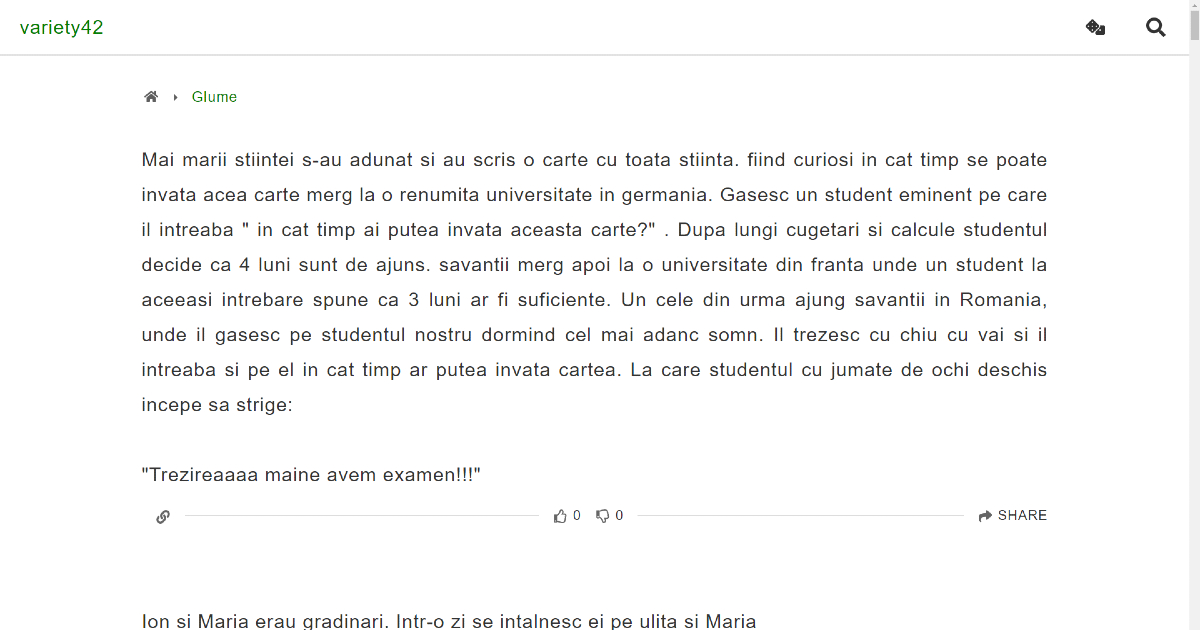 variety42
Glume
Mai marii stiintei s-au adunat si au scris o carte cu toata stiinta. fiind curiosi in cat timp se poate
invata acea carte merg la o renumita universitate in germania. Gasesc un student eminent pe care
il intreaba " in cat timp ai putea invata aceasta carte?" . Dupa lungi cugetari si calcule studentul
decide ca 4 luni sunt de ajuns. savantii merg apoi la o universitate din franta unde un student la
aceeasi intrebare spune ca 3 luni ar fi suficiente. Un cele din urma ajung savantii in Romania,
unde il gasesc pe studentul nostru dormind cel mai adanc somn. Il trezesc cu chiu cu vai si il
intreaba si pe el in cat timp ar putea invata cartea. La care studentul cu jumate de ochi deschis
incepe sa strige:
"Trezireaaaa maine avem examen!!!"
0 0 SHARE
Ion si Maria erau gradinari. Intr-o zi se intalnesc ei pe ulita si Maria